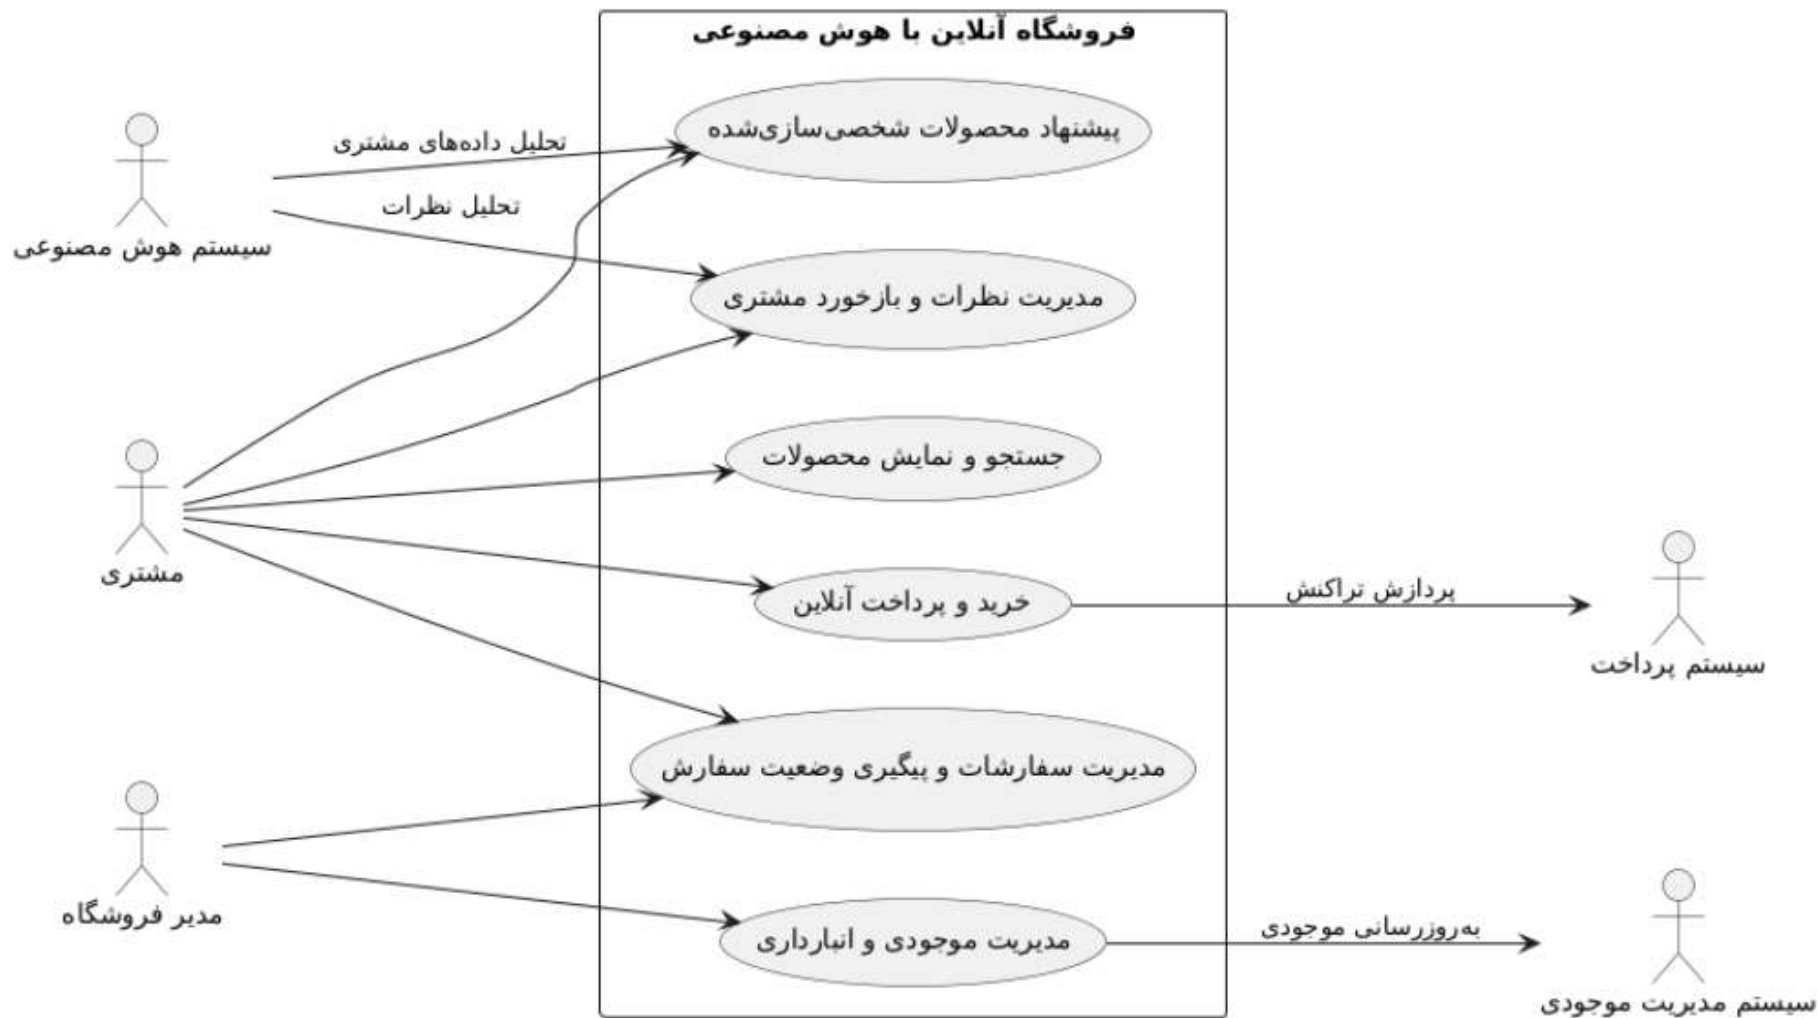 فروشگاه آنلاین با هوش مصنوعی
پیشنهاد محصولات شخصی‌سازی‌شده
تحلیل داده‌های مشتری
تحلیل نظرات
سیستم هوش مصنوعی
مدیریت نظرات و بازخورد مشتری
جستجو و نمایش محصولات
مشتری
خرید و پرداخت آنلاین
پردازش تراکنش
سیستم پرداخت
مدیریت سفارشات و پیگیری وضعیت سفارش
مدیر فروشگاه
مدیریت موجودی و انبارداری
به‌روزرسانی موجودی
سیستم مدیریت موجودی